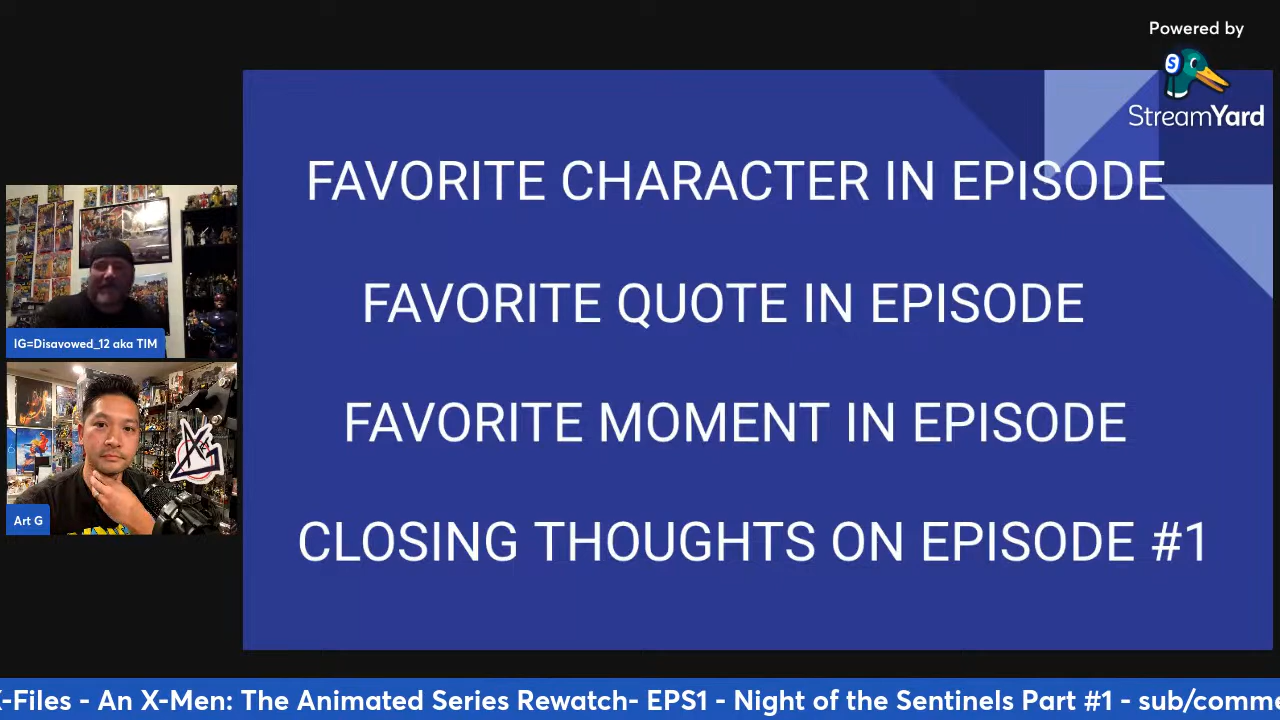 Powered by
StreamYard
FAVORITE CHARACTER IN EPISODE
FAVORITE QUOTE IN EPISODE
FAVORITE MOMENT IN EPISODE
CLOSING THOUGHTS ON EPISODE #1
IG=Disavowed_12 aka TIM
Art G
X-Files - An X-Men: The Animated Series Rewatch- EPS1 - Night of the Sentinels Part #1 - sub/comme